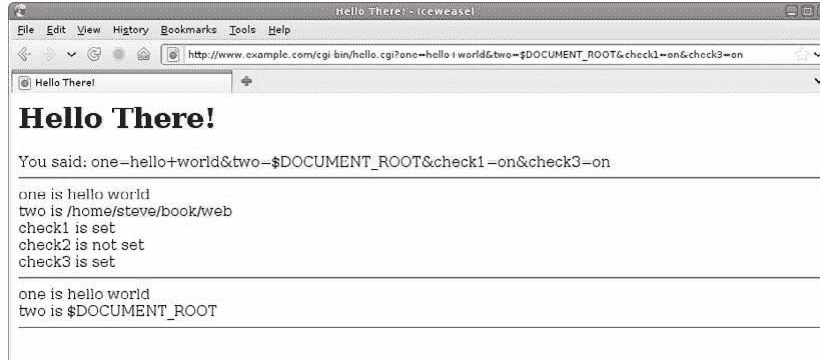 Hello There! - Iceweasel
File Edit View History Bookmarks Tools Help
http://www.example.com/cgi-bin/hello.cgi?one=hello+world&two=$DOCUMENT_ROOT&check1=on&check3=on
Hello There!
Hello There!
You said: one=hello+world&two=$DOCUMENT_ROOT&check1=on&check3=on
one is hello world
two is /home/steve/book/web
check1 is set
check2 is not set
check3 is set
one is hello world
two is $DOCUMENT_ROOT